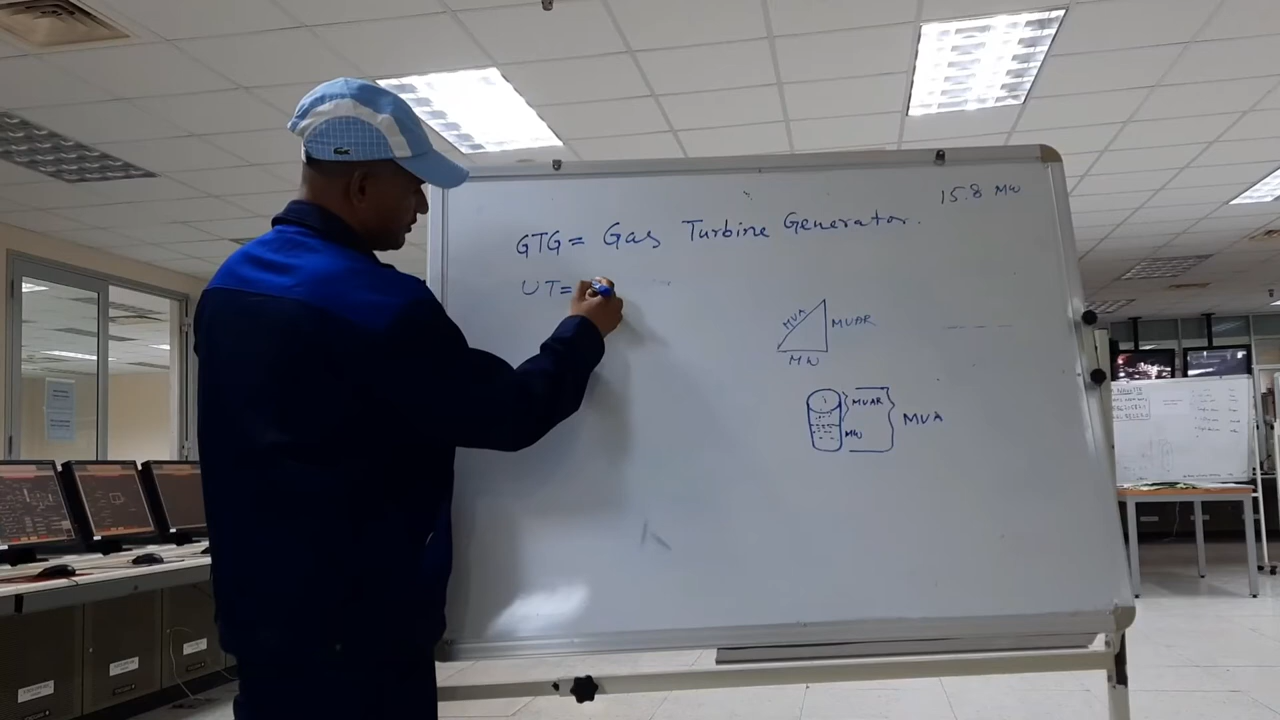 15.8 MW
GTG= Gas Turbine Generator.
UT=
MVA
MVAR
MW
MVAR
MW
MVA